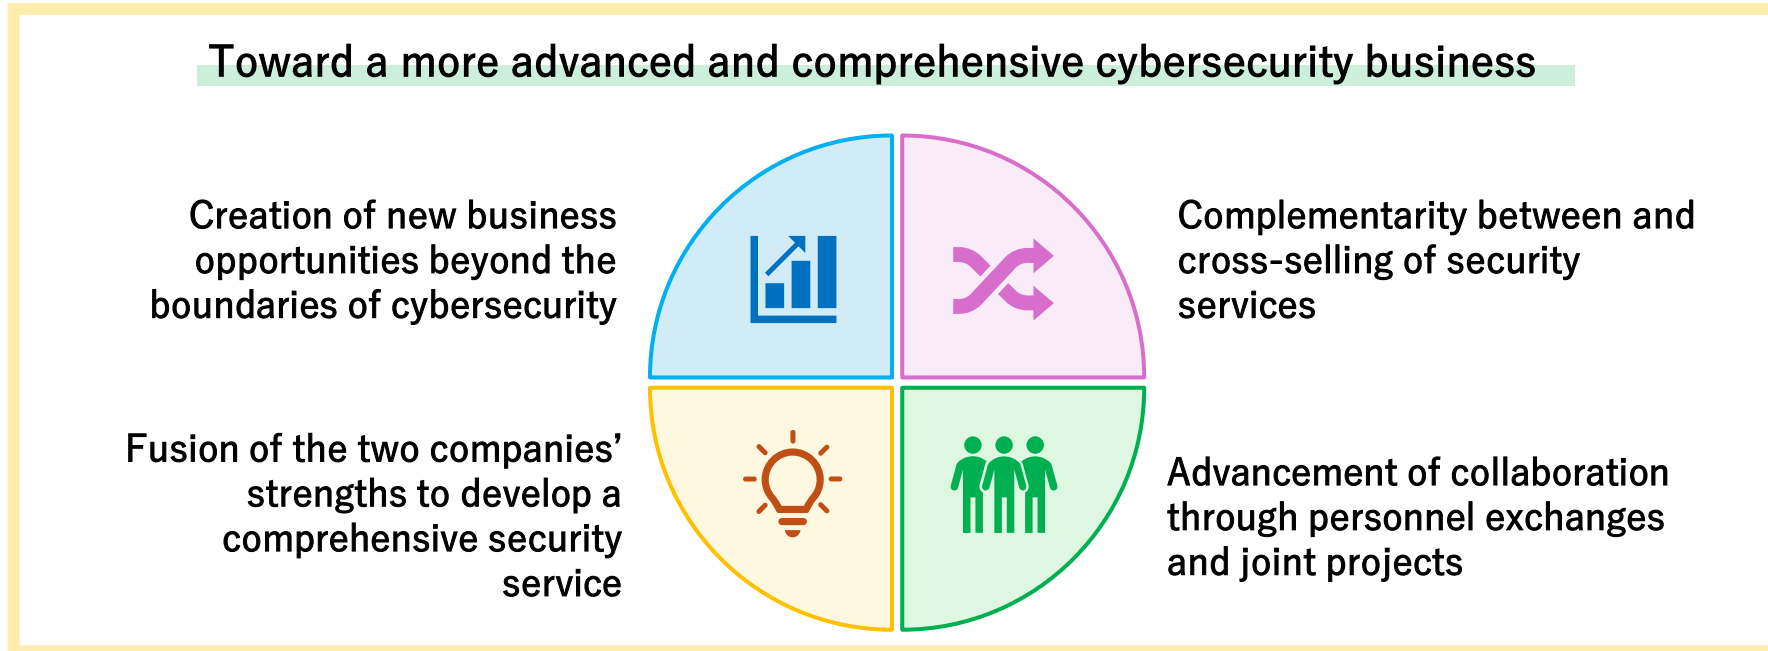 Toward a more advanced and comprehensive cybersecurity business
Creation of new business
opportunities beyond the
boundaries of cybersecurity
Complementarity between and
cross-selling of security
services
Fusion of the two companies’
strengths to develop a
comprehensive security
service
Advancement of collaboration
through personnel exchanges
and joint projects